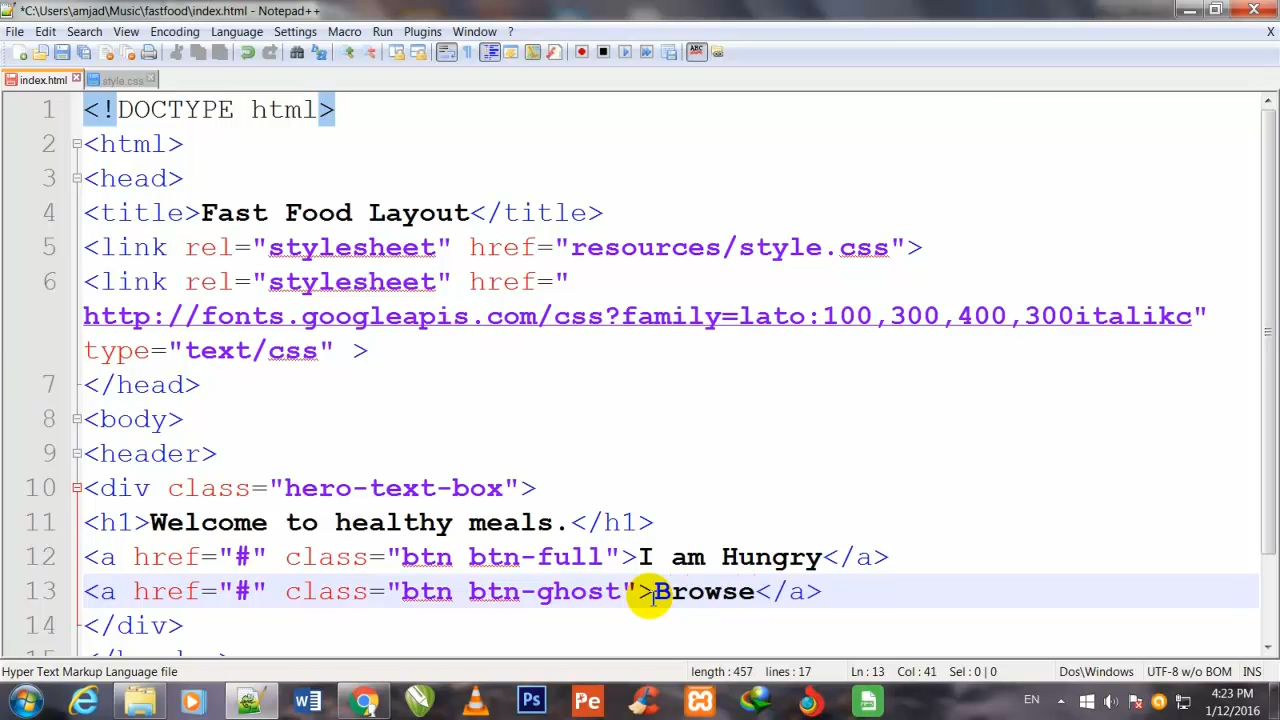 *C:\Users\amjad\Music\fastfood\index.html - Notepad++
File Edit Search View Encoding Language Settings Macro Run Plugins Window ? X
index.html style.css
1 <!DOCTYPE html>
2 <html>
3 <head>
4 <title>Fast Food Layout</title>
5 <link rel="stylesheet" href="resources/style.css">
6 <link rel="stylesheet" href="
http://fonts.googleapis.com/css?family=lato:100,300,400,300italikc"
type="text/css" >
7 </head>
8 <body>
9 <header>
10 <div class="hero-text-box">
11 <h1>Welcome to healthy meals.</h1>
12 <a href="#" class="btn btn-full">I am Hungry</a>
13 <a href="#" class="btn btn-ghost">Browse</a>
14 </div>
Hyper Text Markup Language file length : 457 lines : 17 Ln : 13 Col : 41 Sel : 0 | 0 Dos\Windows UTF-8 w/o BOM INS
EN 4:23 PM
1/12/2016